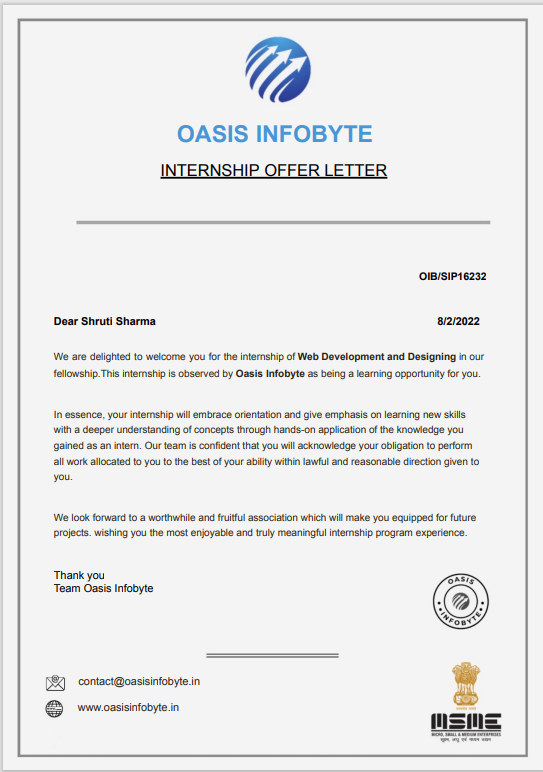 OASIS INFOBYTE
INTERNSHIP OFFER LETTER
OIB/SIP16232
Dear Shruti Sharma 8/2/2022
We are delighted to welcome you for the internship of Web Development and Designing in our
fellowship.This internship is observed by Oasis Infobyte as being a learning opportunity for you.
In essence, your internship will embrace orientation and give emphasis on learning new skills
with a deeper understanding of concepts through hands-on application of the knowledge you
gained as an intern. Our team is confident that you will acknowledge your obligation to perform
all work allocated to you to the best of your ability within lawful and reasonable direction given to
you.
We look forward to a worthwhile and fruitful association which will make you equipped for future
projects. wishing you the most enjoyable and truly meaningful internship program experience.
Thank you
Team Oasis Infobyte
OASIS
INFOBYTE
contact@oasisinfobyte.in
www.oasisinfobyte.in
MSME
MICRO, SMALL & MEDIUM ENTERPRISES
सूक्ष्म, लघु एवं मध्यम उद्यम